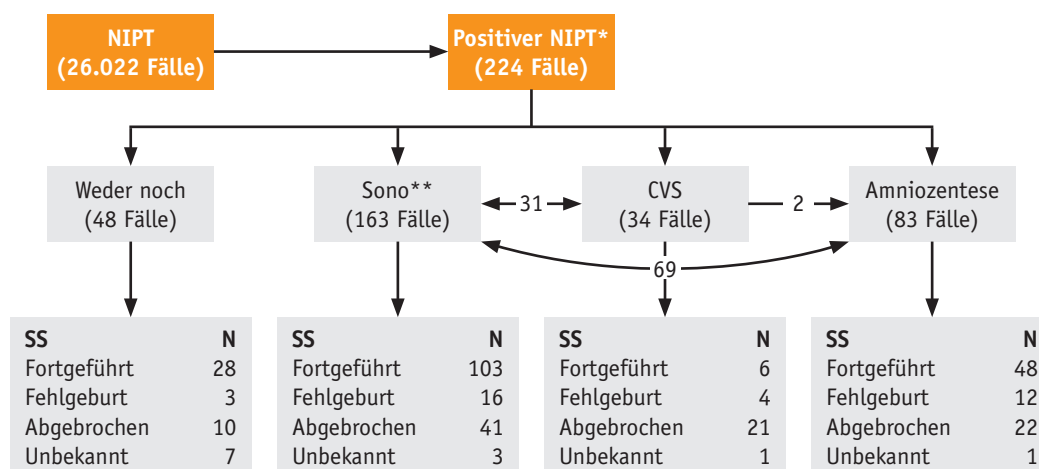 NIPT
(26.022 Fälle)
Positiver NIPT*
(224 Fälle)
Weder noch
(48 Fälle)
Sono**
(163 Fälle)
31
CVS
(34 Fälle)
2
Amniozentese
(83 Fälle)
69
SS N
Fortgeführt 28
Fehlgeburt 3
Abgebrochen 10
Unbekannt 7
SS N
Fortgeführt 103
Fehlgeburt 16
Abgebrochen 41
Unbekannt 3
SS N
Fortgeführt 6
Fehlgeburt 4
Abgebrochen 21
Unbekannt 1
SS N
Fortgeführt 48
Fehlgeburt 12
Abgebrochen 22
Unbekannt 1